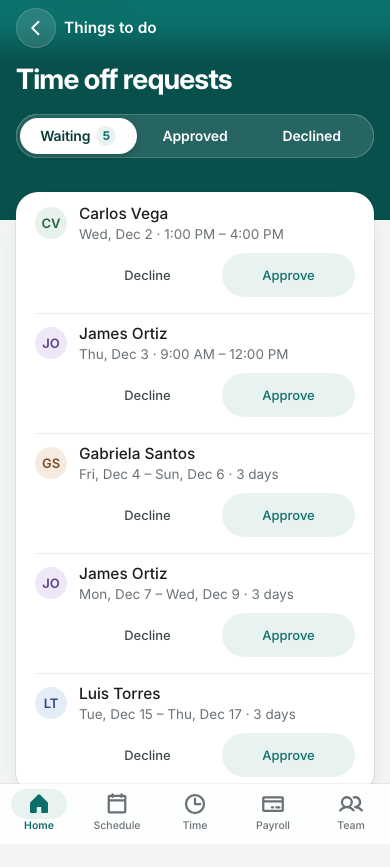 Things to do
Time off requests
Waiting 5 Approved Declined
CV Carlos Vega
Wed, Dec 2 · 1:00 PM – 4:00 PM
Decline Approve
JO James Ortiz
Thu, Dec 3 · 9:00 AM – 12:00 PM
Decline Approve
GS Gabriela Santos
Fri, Dec 4 – Sun, Dec 6 · 3 days
Decline Approve
JO James Ortiz
Mon, Dec 7 – Wed, Dec 9 · 3 days
Decline Approve
LT Luis Torres
Tue, Dec 15 – Thu, Dec 17 · 3 days
Decline Approve
Home Schedule Time Payroll Team